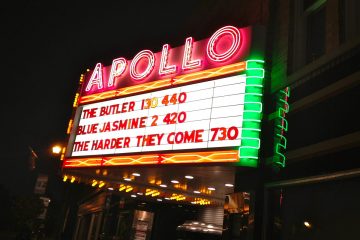 APOLLO
THE BUTLER 130 440
BLUE JASMINE 2 420
THE HARDER THEY COME 730